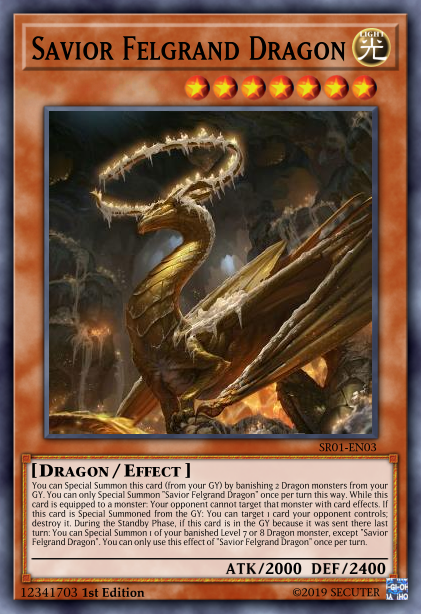 SAVIOR FELGRAND DRAGON
LIGHT
光
SR01-EN03
[DRAGON / EFFECT ]
You can Special Summon this card (from your GY) by banishing 2 Dragon monsters from your
GY. You can only Special Summon "Savior Felgrand Dragon" once per turn this way. While this
card is equipped to a monster: Your opponent cannot target that monster with card effects. If
this card is Special Summoned from the GY: You can target 1 card your opponent controls;
destroy it. During the Standby Phase, if this card is in the GY because it was sent there last
turn: You can Special Summon 1 of your banished Level 7 or 8 Dragon monster, except "Savior
Felgrand Dragon". You can only use this effect of "Savior Felgrand Dragon" once per turn.
ATK/2000 DEF/2400
12341703 1st Edition
©2019 SECUTER